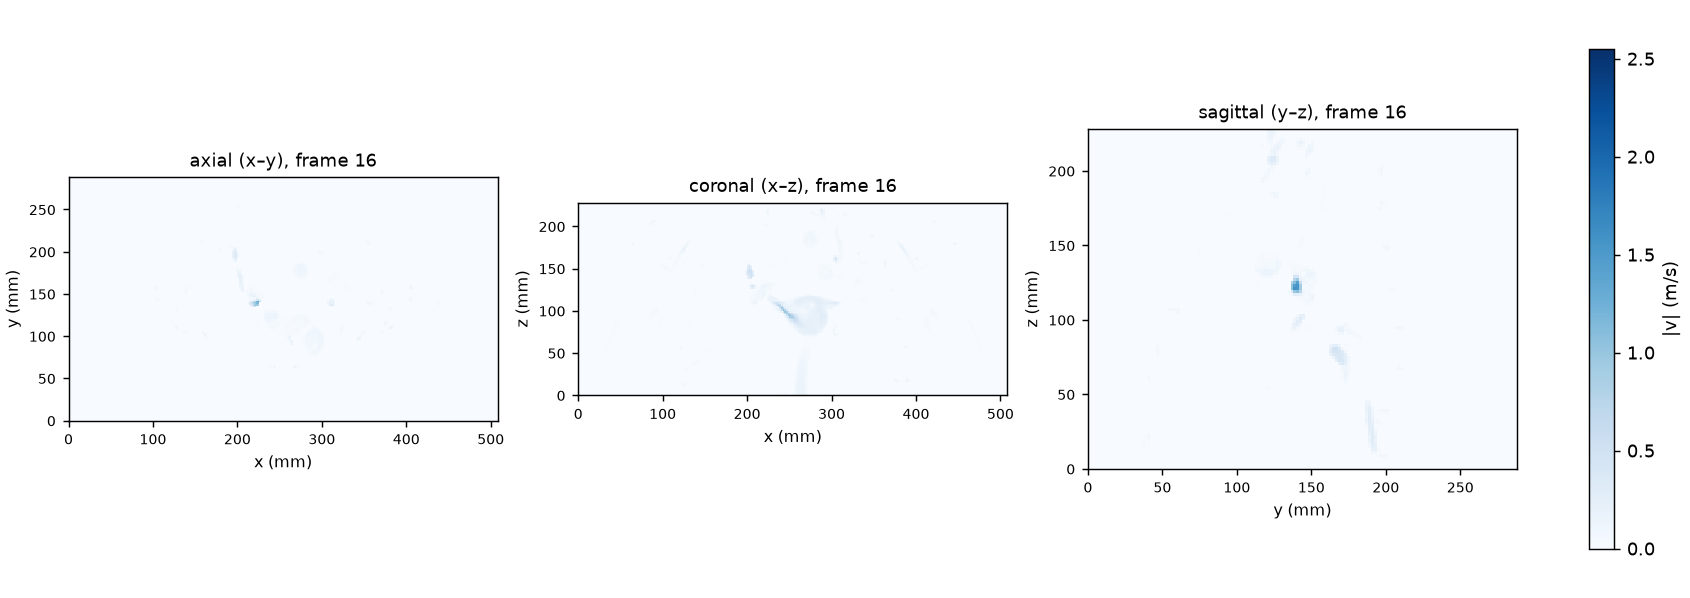 axial (x–y), frame 16
250
200
150
100
50
0
y (mm)
0 100 200 300 400 500
x (mm)
coronal (x–z), frame 16
200
150
100
50
0
z (mm)
0 100 200 300 400 500
x (mm)
sagittal (y–z), frame 16
200
150
100
50
0
z (mm)
0 50 100 150 200 250
y (mm)
2.5
2.0
1.5
1.0
0.5
0.0
|v| (m/s)